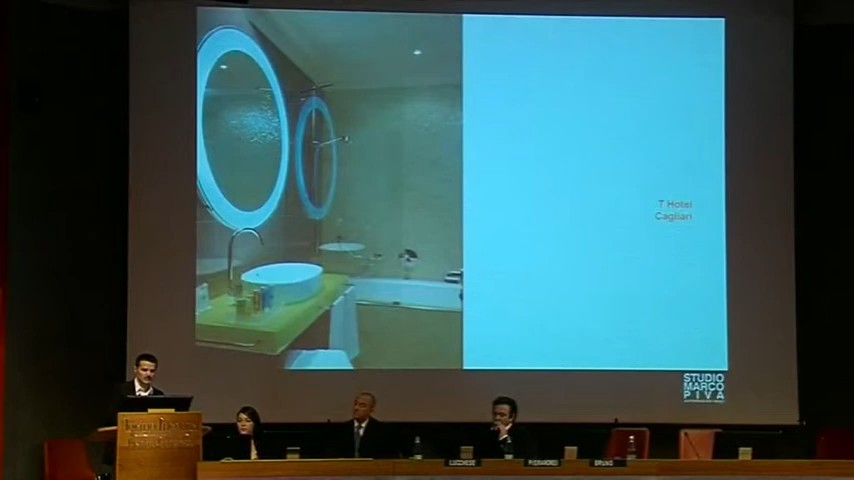 T Hotel
Cagliari
STUDIO
MARCO
PIVA
LUCCHESE
PIERANDREI
BRUNO